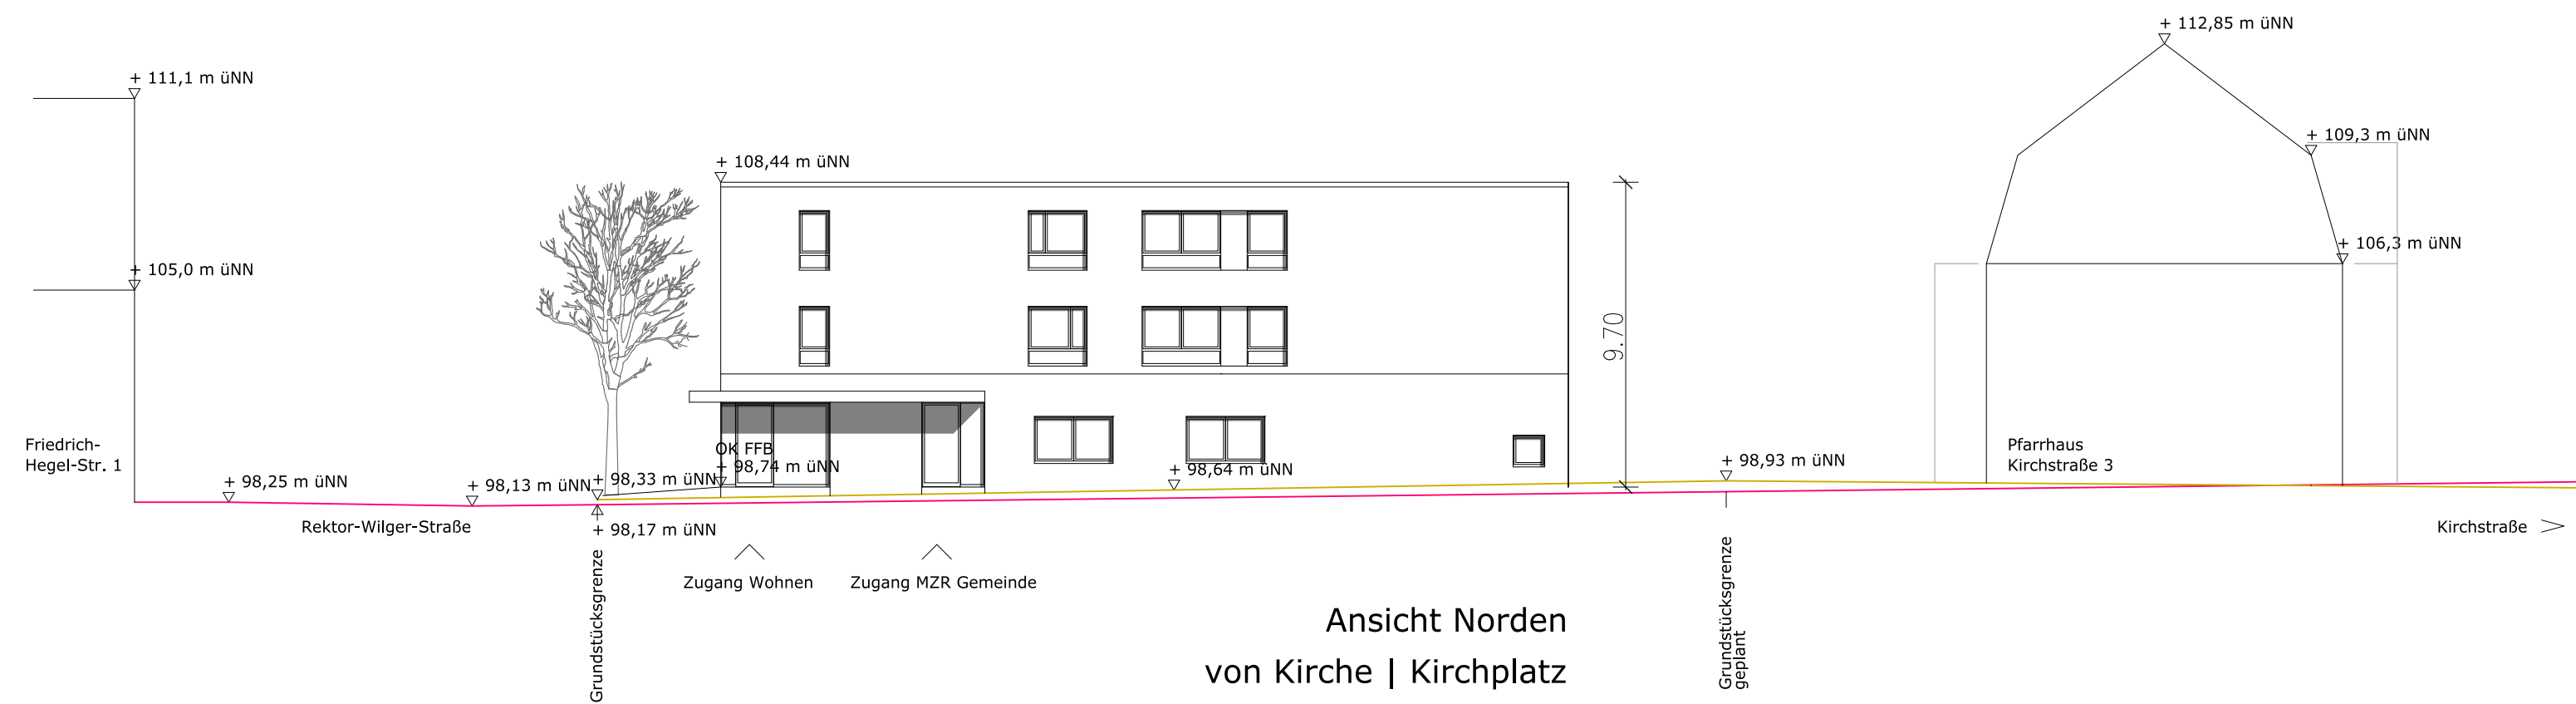 + 112,85 m üNN
+ 111,1 m üNN
+ 109,3 m üNN
+ 108,44 m üNN
+ 106,3 m üNN
+ 105,0 m üNN
9.70
Friedrich-
Hegel-Str. 1
OK FFB
+ 98,74 m üNN
Pfarrhaus
Kirchstraße 3
+ 98,25 m üNN
+ 98,13 m üNN
+ 98,33 m üNN
+ 98,64 m üNN
+ 98,93 m üNN
Rektor-Wilger-Straße
+ 98,17 m üNN
Kirchstraße
Grundstücksgrenze
Zugang Wohnen
Zugang MZR Gemeinde
Grundstücksgrenze
geplant
Ansicht Norden
von Kirche | Kirchplatz